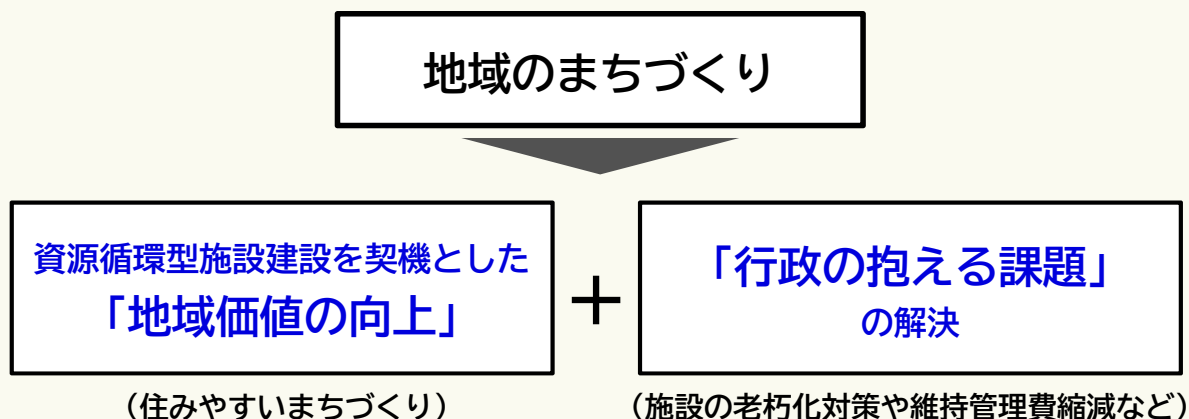 地域のまちづくり
資源循環型施設建設を契機とした
「地域価値の向上」
＋
「行政の抱える課題」
の解決
（住みやすいまちづくり）
（施設の老朽化対策や維持管理費縮減など）